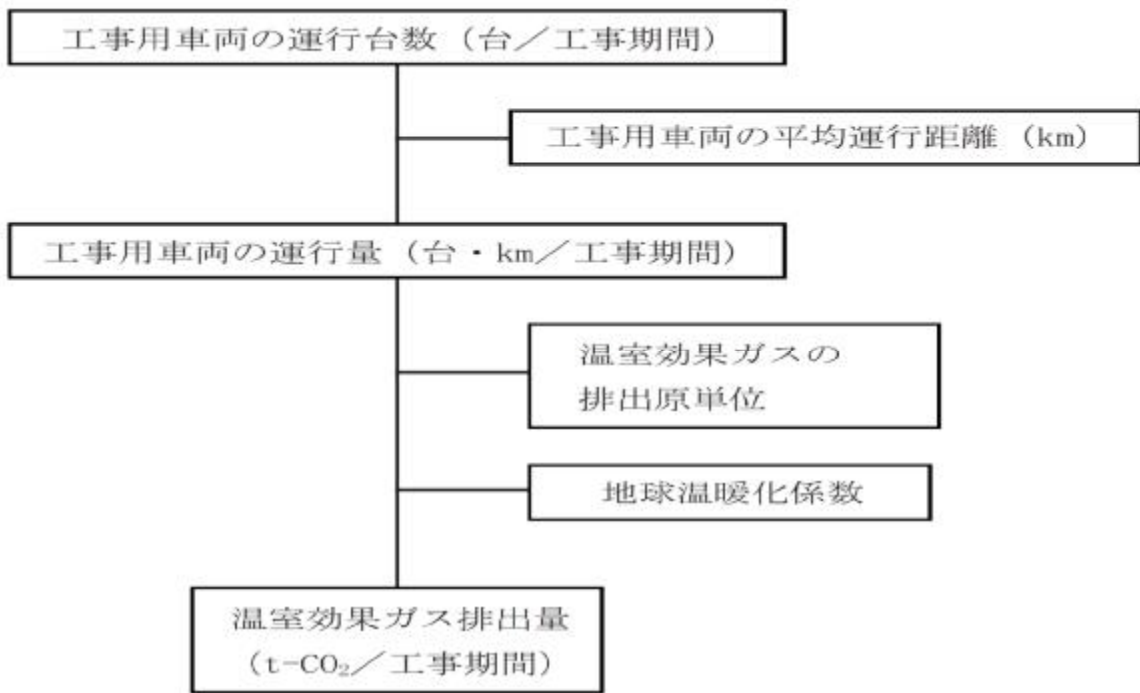 工事用車両の運行台数（台／工事期間）
工事用車両の平均運行距離（km）
工事用車両の運行量（台・km／工事期間）
温室効果ガスの
排出原単位
地球温暖化係数
温室効果ガス排出量
（t-CO₂／工事期間）